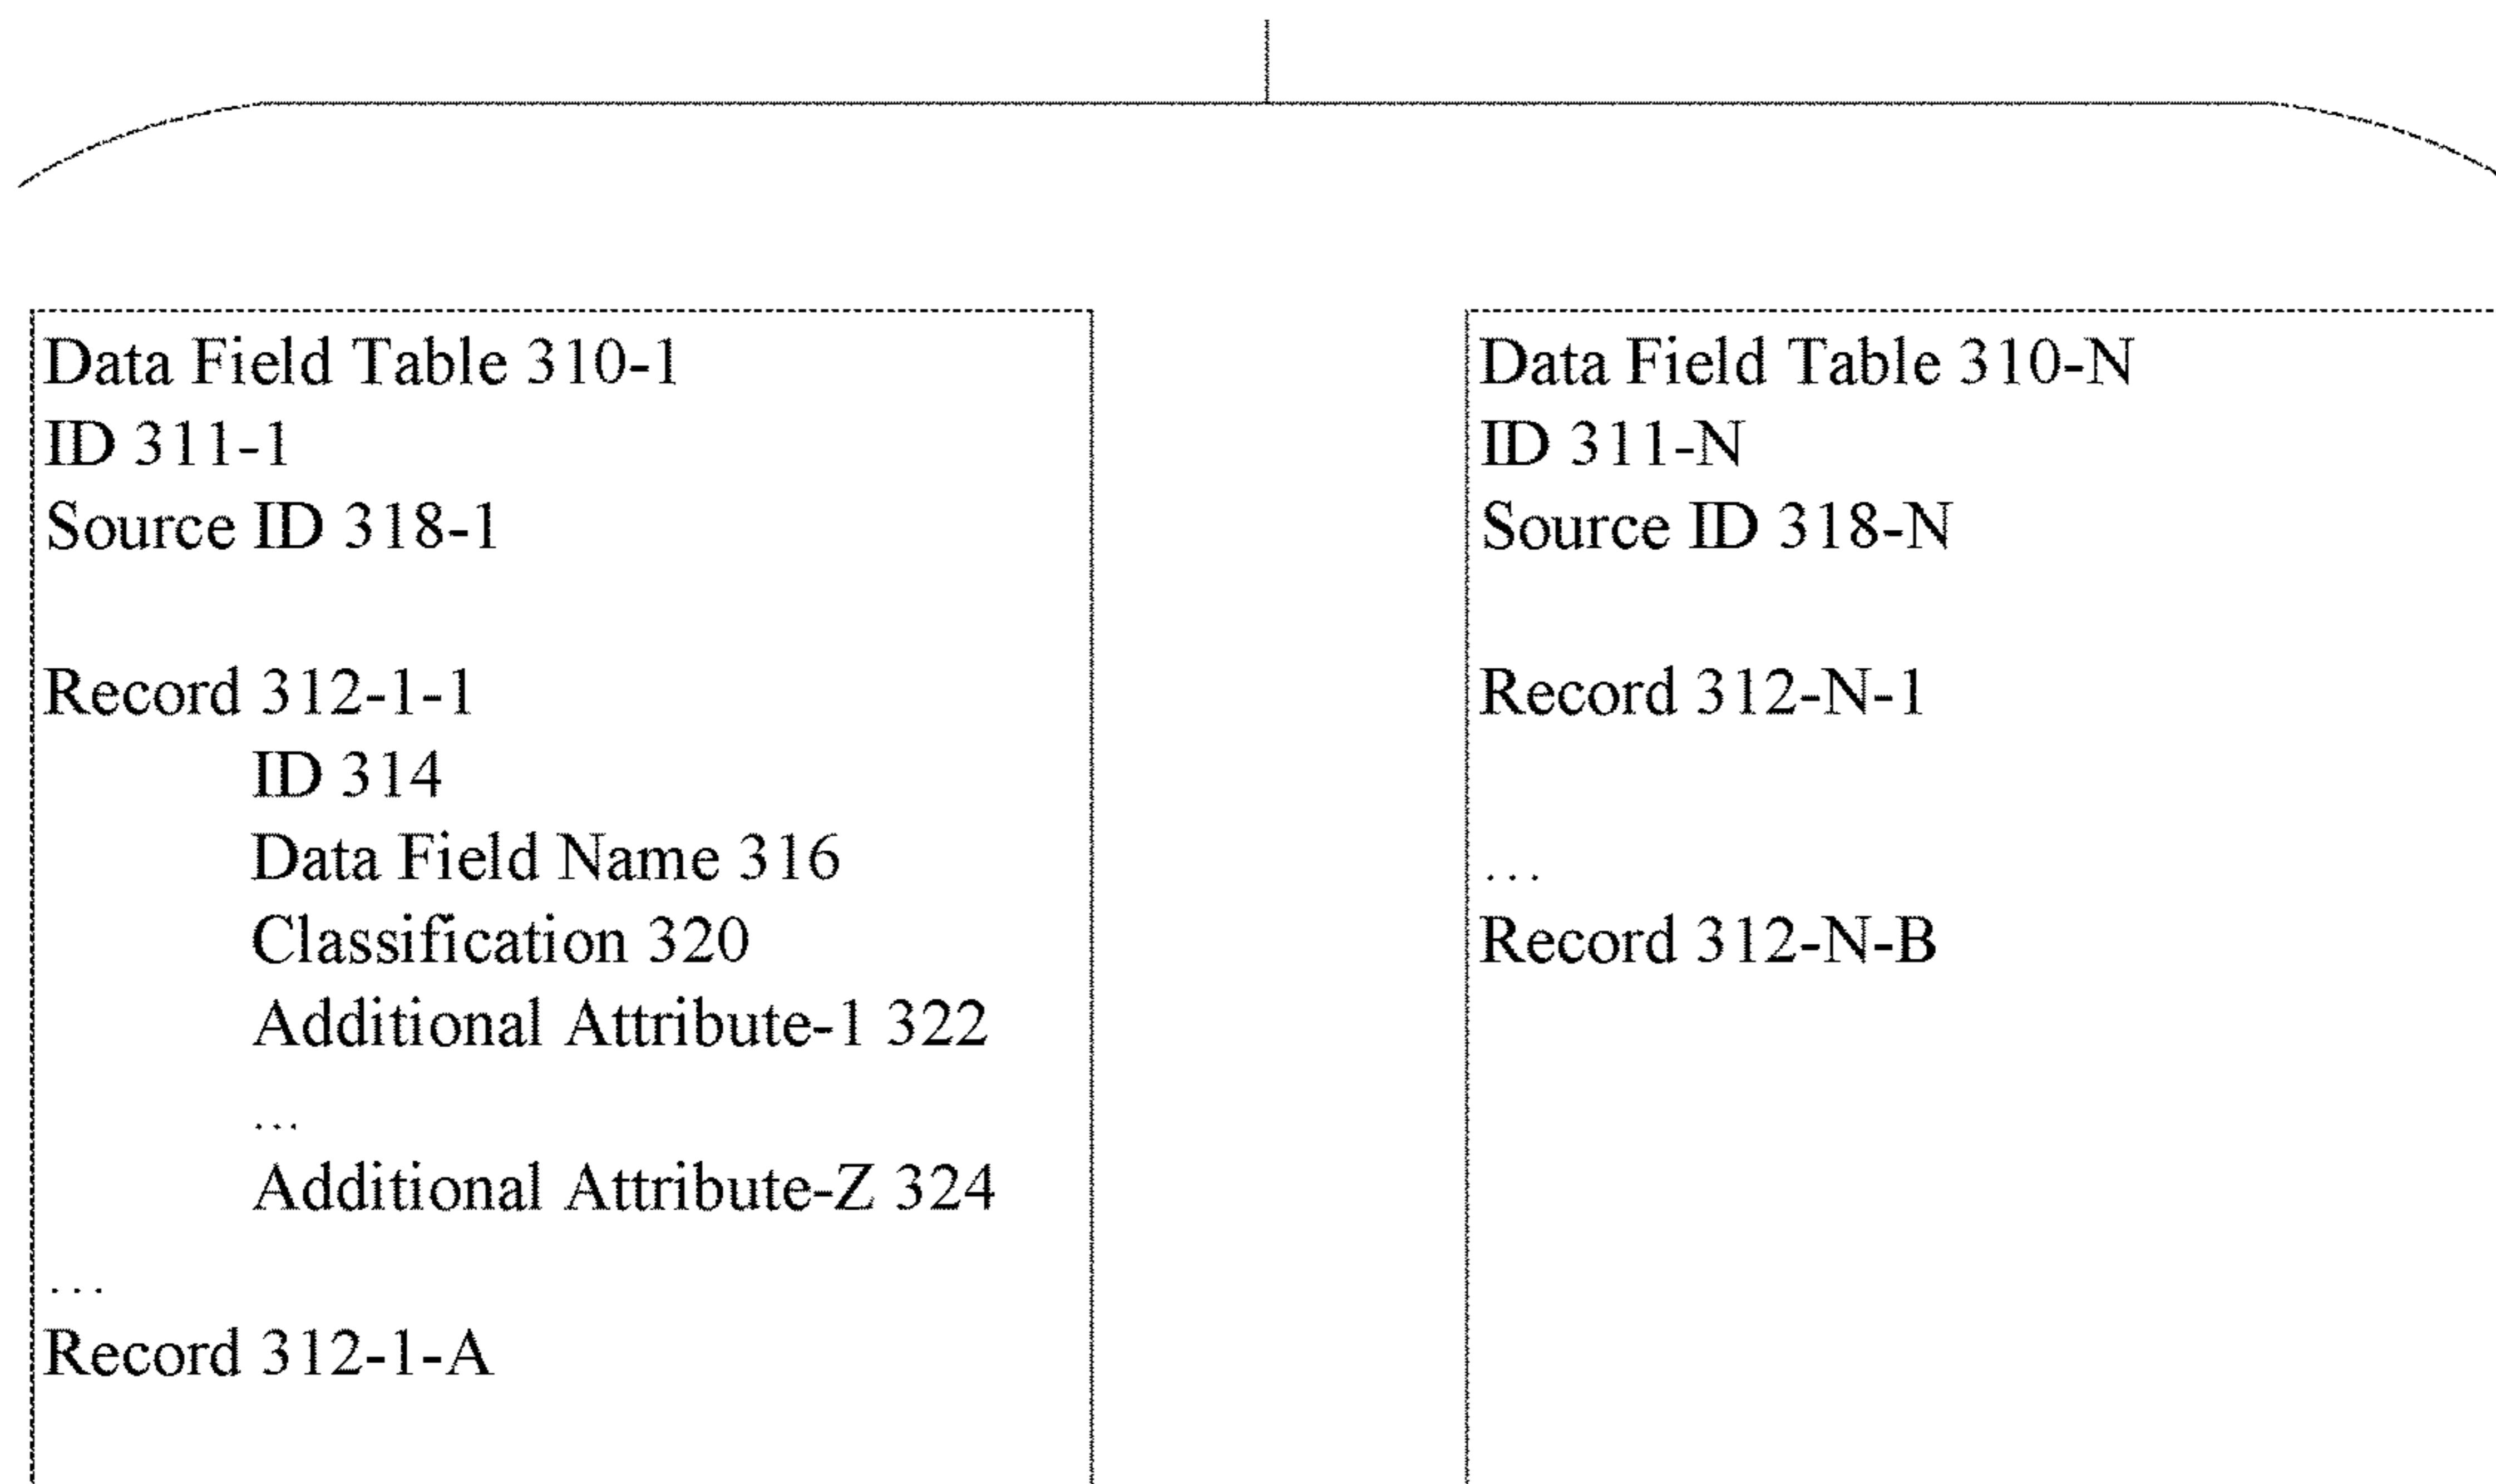 Data Field Table 310-1
ID 311-1
Source ID 318-1
Record 312-1-1
ID 314
Data Field Name 316
Classification 320
Additional Attribute-1 322
...
Additional Attribute-Z 324
...
Record 312-1-A
Data Field Table 310-N
ID 311-N
Source ID 318-N
Record 312-N-1
...
Record 312-N-B